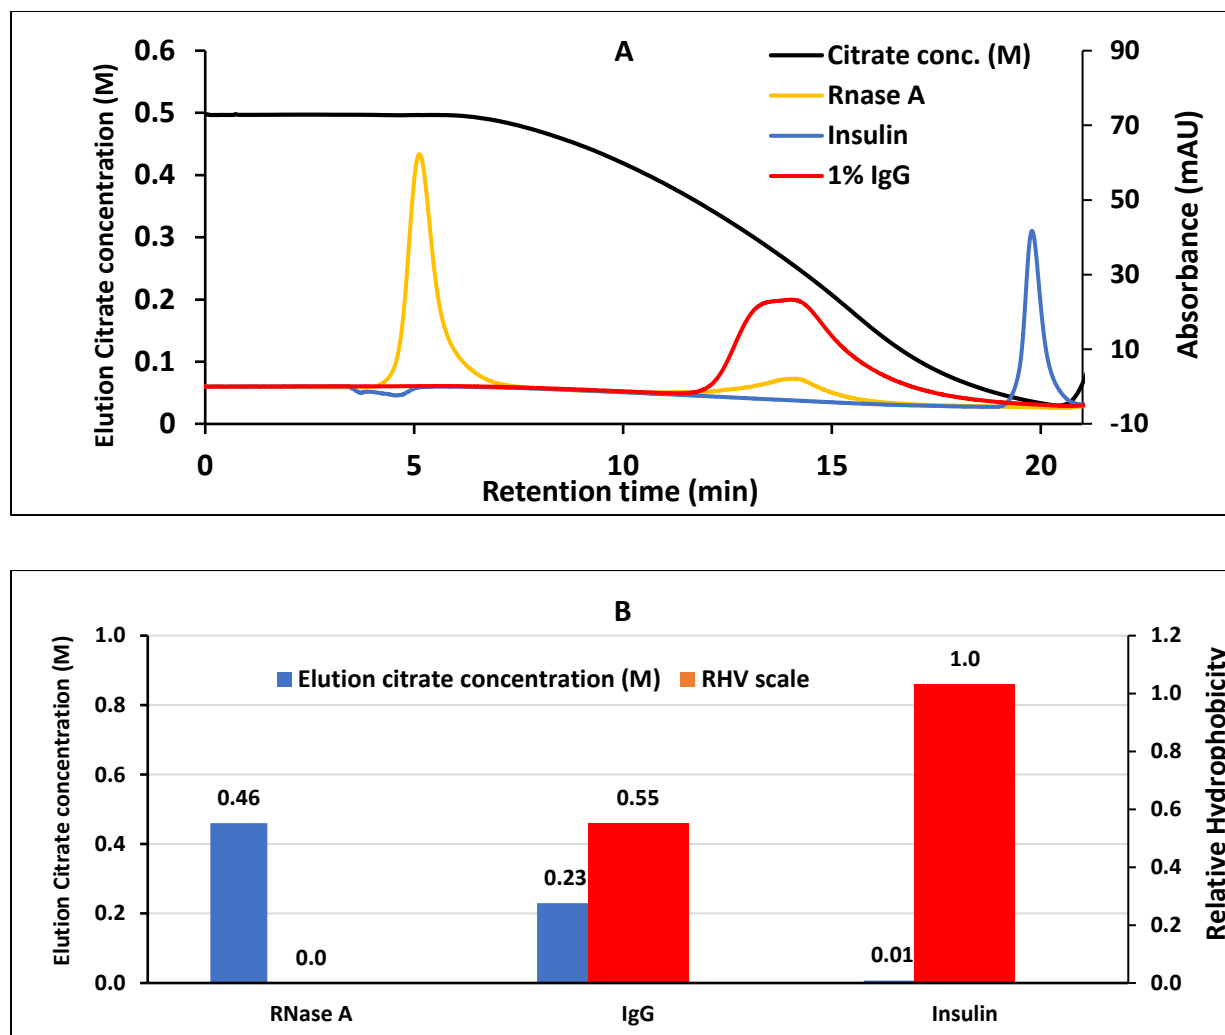 A
Elution Citrate concentration (M)
0.6
0.5
0.4
0.3
0.2
0.1
0
Citrate conc. (M)
Rnase A
Insulin
1% IgG
90
70
50
30
10
-10
Absorbance (mAU)
0 5 10 15 20
Retention time (min)
B
Elution Citrate concentration (M)
1.0
0.8
0.6
0.4
0.2
0.0
Elution citrate concentration (M) RHV scale
0.46
0.0
0.23
0.55
0.01
1.0
1.2
1.0
0.8
0.6
0.4
0.2
0.0
Relative Hydrophobicity
RNase A IgG Insulin